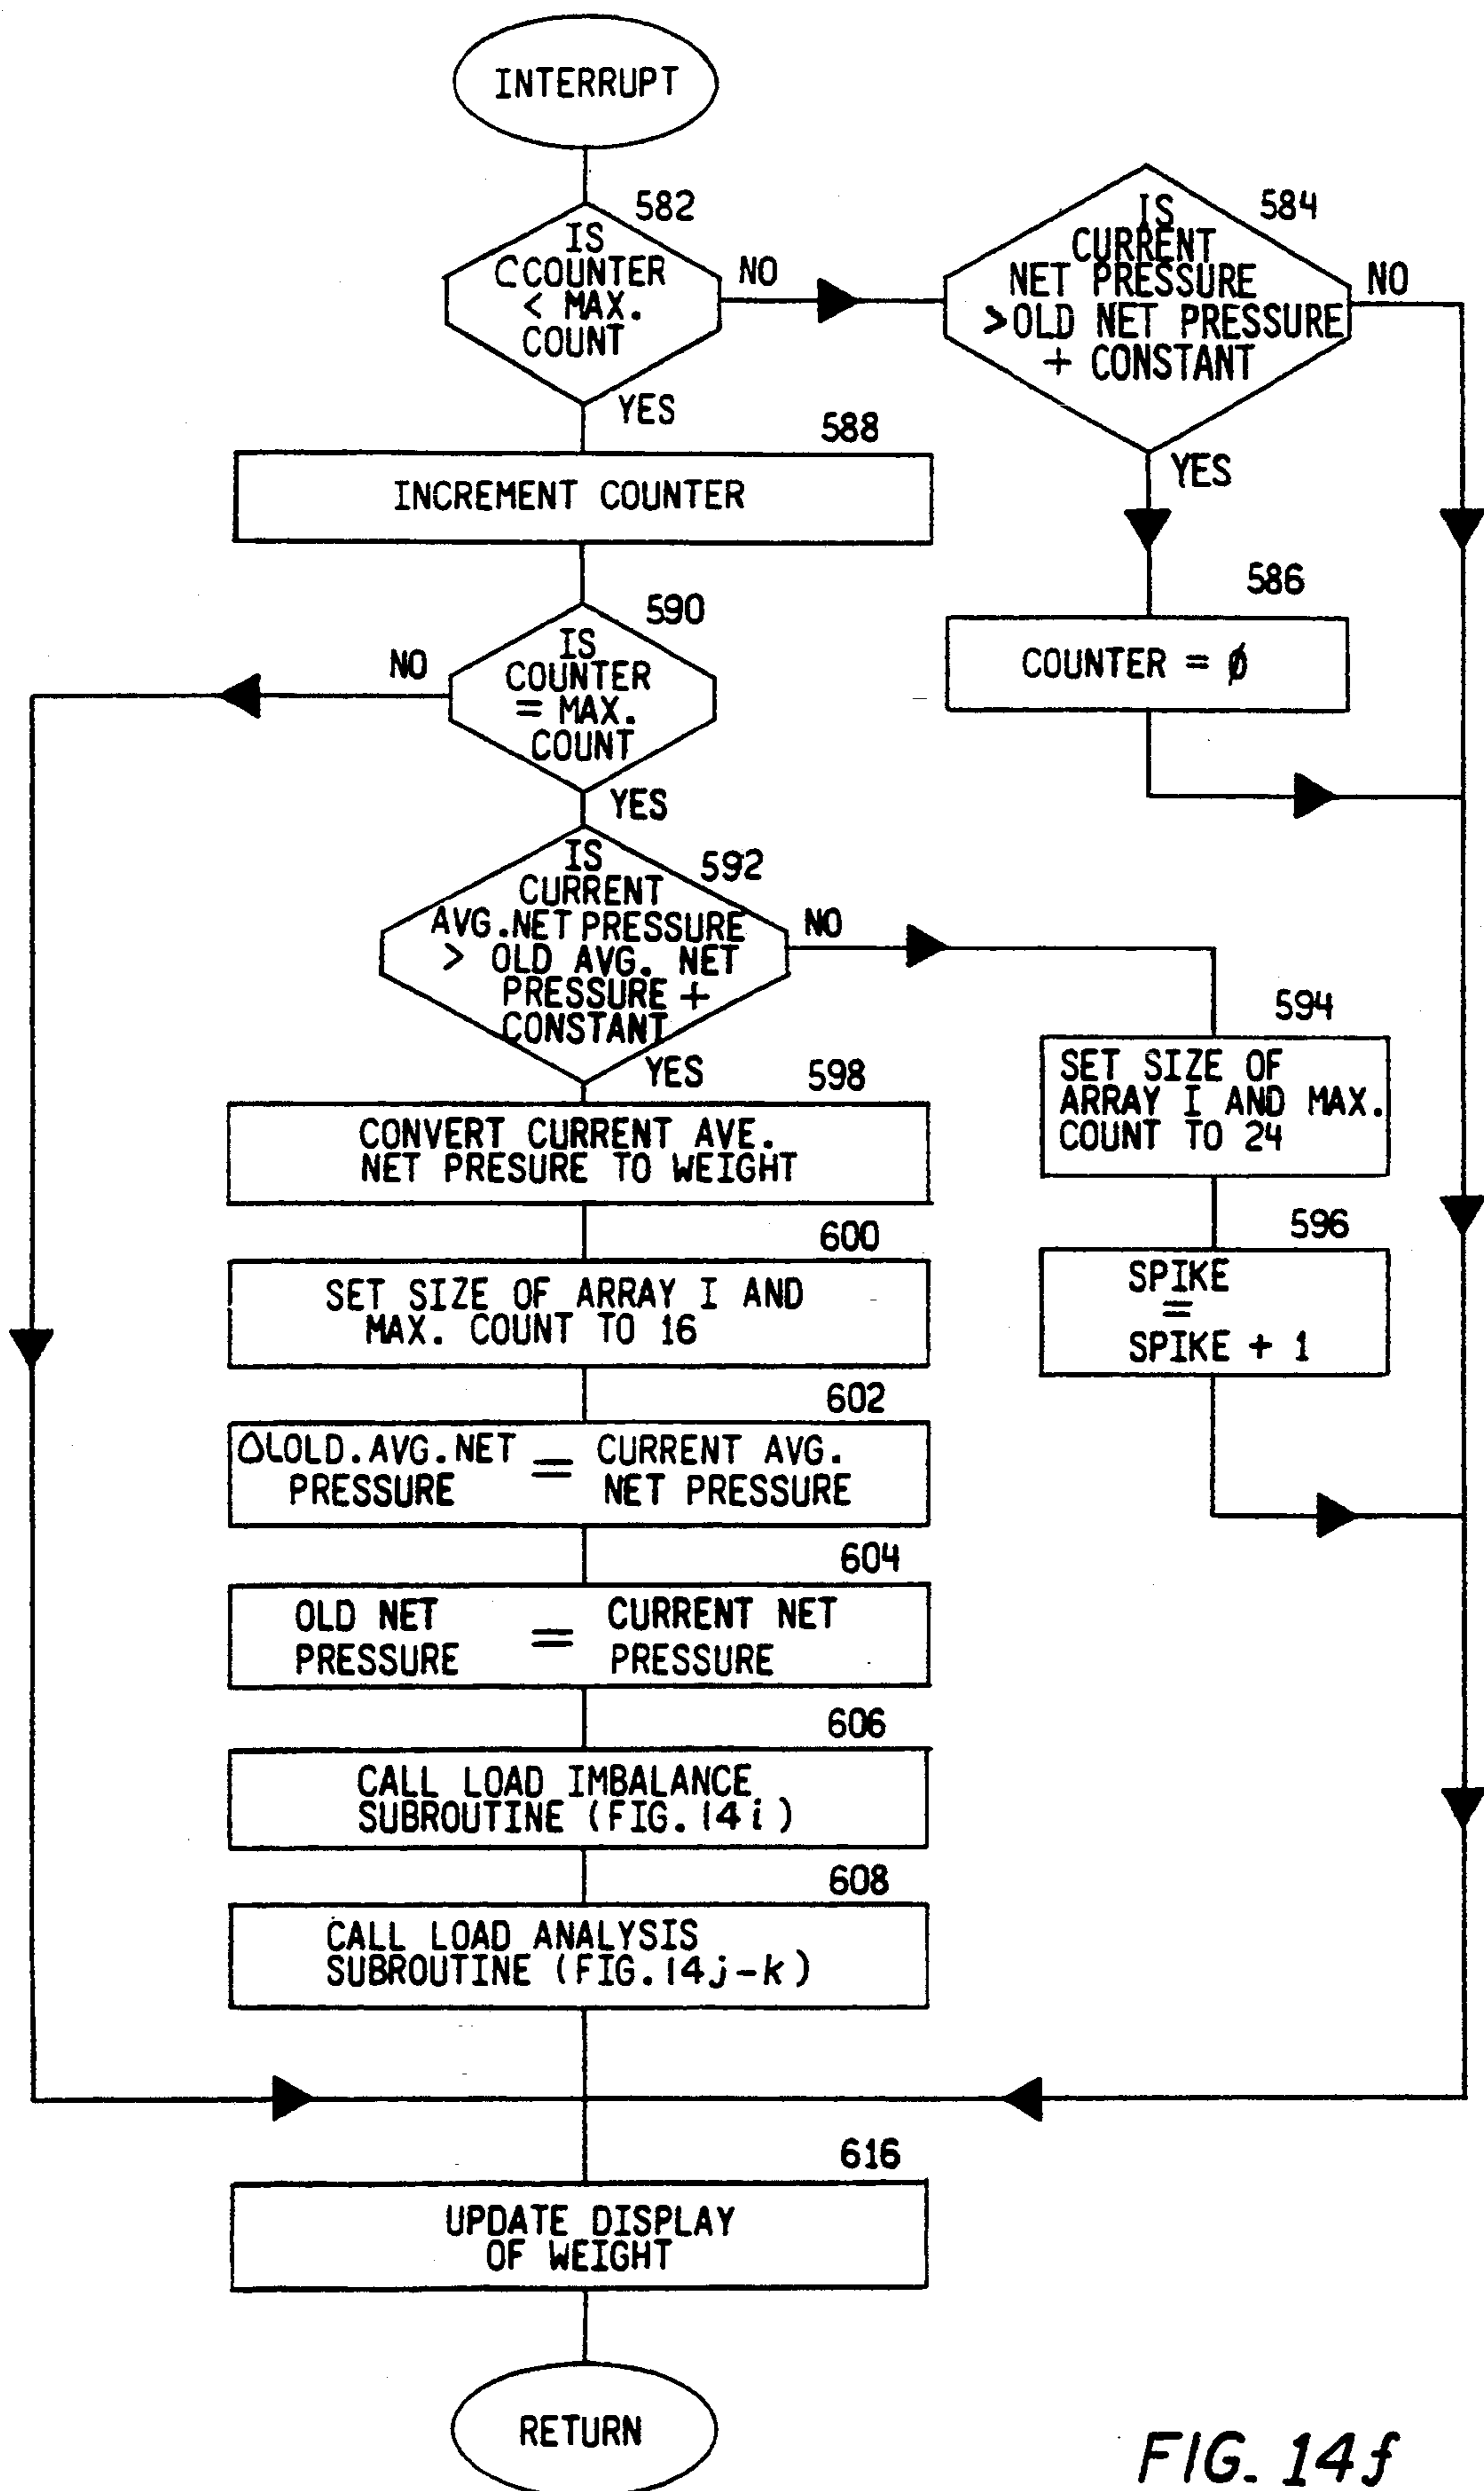 INTERRUPT
582
IS
CCOUNTER
< MAX.
COUNT
NO
YES
584
IS
CURRENT
NET PRESSURE
>OLD NET PRESSURE
+ CONSTANT
NO
YES
588
INCREMENT COUNTER
586
COUNTER = ø
590
IS
COUNTER
= MAX.
COUNT
NO
YES
592
IS
CURRENT
AVG.NET PRESSURE
> OLD AVG. NET
PRESSURE +
CONSTANT
NO
YES
594
SET SIZE OF
ARRAY I AND MAX.
COUNT TO 24
596
SPIKE
=
SPIKE + 1
598
CONVERT CURRENT AVE.
NET PRESURE TO WEIGHT
600
SET SIZE OF ARRAY I AND
MAX. COUNT TO 16
602
OLOLD.AVG.NET = CURRENT AVG.
PRESSURE NET PRESSURE
604
OLD NET = CURRENT NET
PRESSURE PRESSURE
606
CALL LOAD IMBALANCE
SUBROUTINE (FIG.14i)
608
CALL LOAD ANALYSIS
SUBROUTINE (FIG.14j-k)
616
UPDATE DISPLAY
OF WEIGHT
RETURN
FIG. 14f